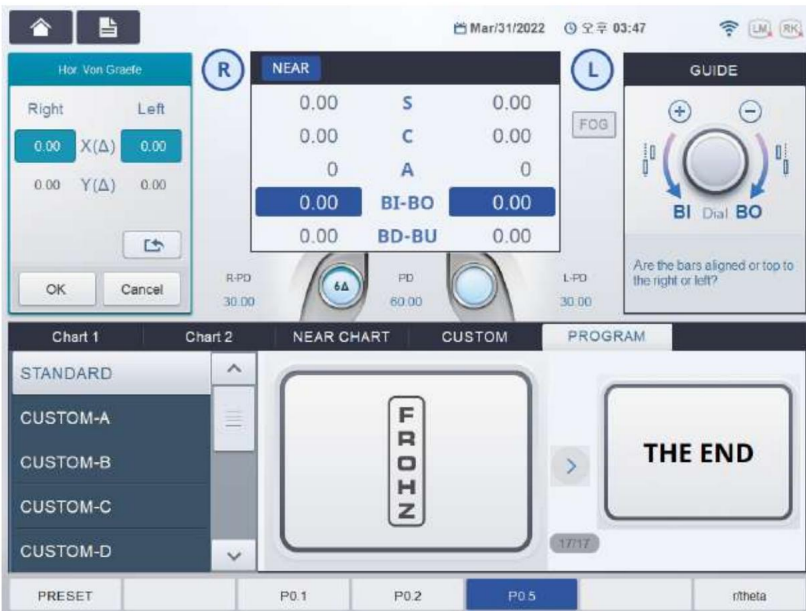 Mar/31/2022 오후 03:47 LM RK
Hor. Von Graefe
Right Left
0.00 X(Δ) 0.00
0.00 Y(Δ) 0.00
OK Cancel
R
NEAR
0.00 S 0.00
0.00 C 0.00
0 A 0
0.00 BI-BO 0.00
0.00 BD-BU 0.00
L
FOG
R-PD
30.00
6Δ
PD
60.00
L-PD
30.00
GUIDE
BI Dial BO
Are the bars aligned or top to
the right or left?
Chart 1 Chart 2 NEAR CHART CUSTOM PROGRAM
STANDARD
CUSTOM-A
CUSTOM-B
CUSTOM-C
CUSTOM-D
F
R
O
H
Z
THE END
17/17
PRESET P0.1 P0.2 P0.5 r/theta